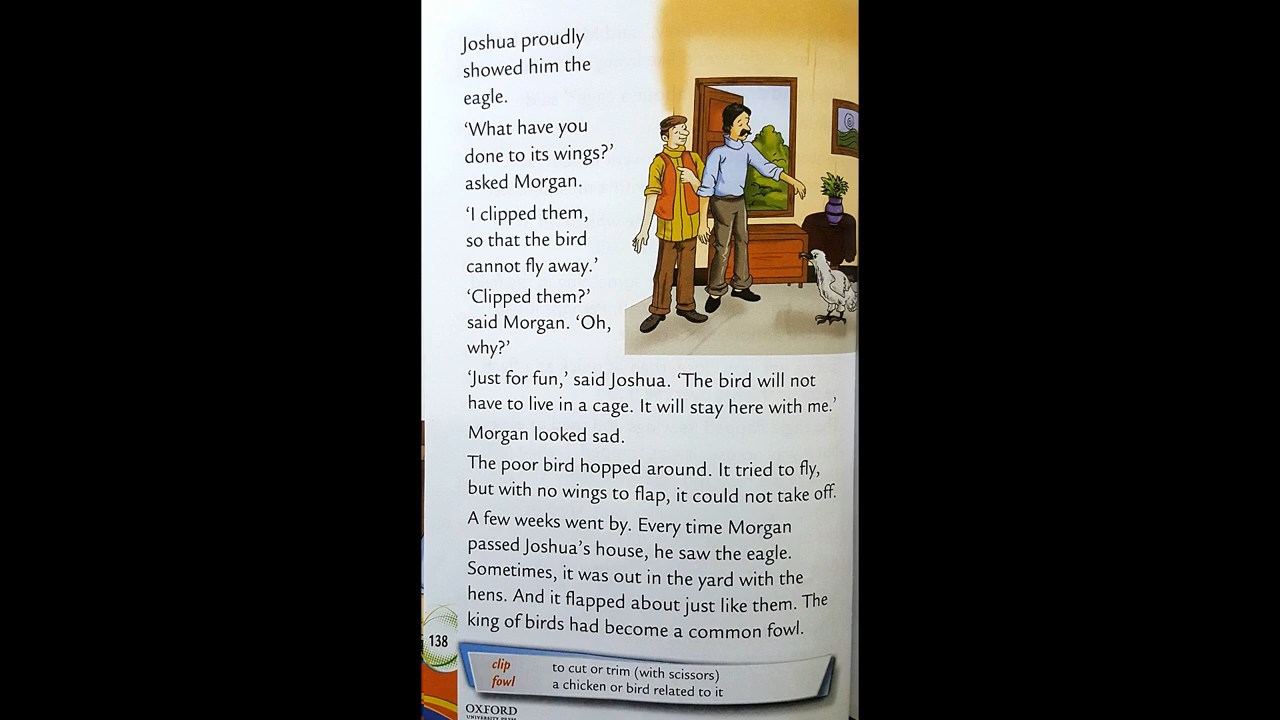 Joshua proudly
showed him the
eagle.
‘What have you
done to its wings?’
asked Morgan.
‘I clipped them,
so that the bird
cannot fly away.’
‘Clipped them?’
said Morgan. ‘Oh,
why?’
‘Just for fun,’ said Joshua. ‘The bird will not
have to live in a cage. It will stay here with me.’
Morgan looked sad.
The poor bird hopped around. It tried to fly,
but with no wings to flap, it could not take off.
A few weeks went by. Every time Morgan
passed Joshua’s house, he saw the eagle.
Sometimes, it was out in the yard with the
hens. And it flapped about just like them. The
king of birds had become a common fowl.
138
clip to cut or trim (with scissors)
fowl a chicken or bird related to it
OXFORD
UNIVERSITY PRESS